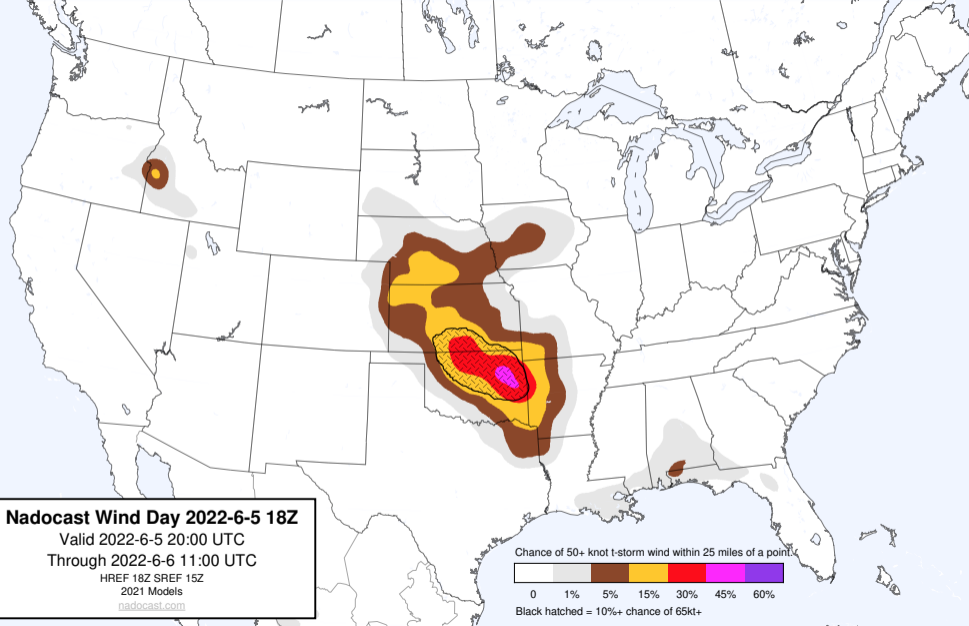 Nadocast Wind Day 2022-6-5 18Z
Valid 2022-6-5 20:00 UTC
Through 2022-6-6 11:00 UTC
HREF 18Z SREF 15Z
2021 Models
nadocast.com
Chance of 50+ knot t-storm wind within 25 miles of a point.
0 1% 5% 15% 30% 45% 60%
Black hatched = 10%+ chance of 65kt+